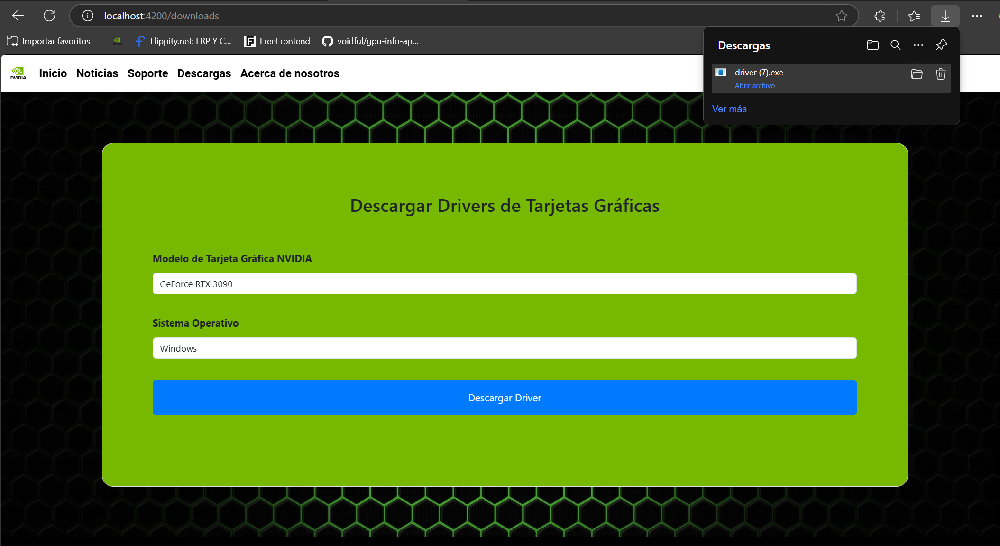 localhost:4200/downloads
Importar favoritos
Flippity.net: ERP Y C...
FreeFrontend
voidful/gpu-info-ap...
Descargas
driver (7).exe
Abrir archivo
Ver más
NVIDIA
Inicio Noticias Soporte Descargas Acerca de nosotros
Descargar Drivers de Tarjetas Gráficas
Modelo de Tarjeta Gráfica NVIDIA
GeForce RTX 3090
Sistema Operativo
Windows
Descargar Driver